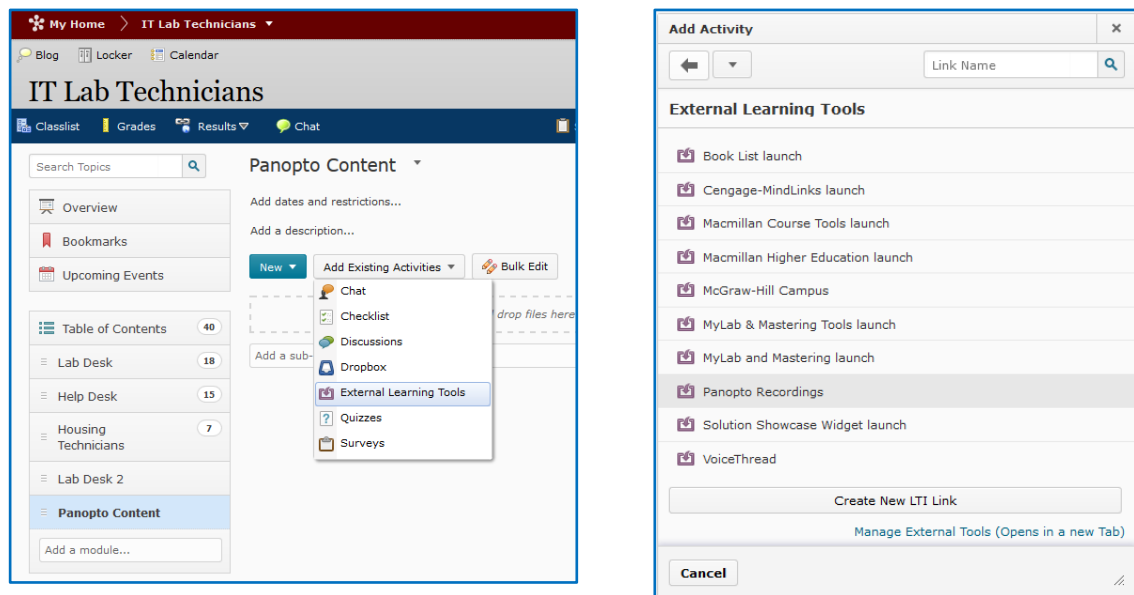 My Home
IT Lab Technicians
Blog Locker Calendar
IT Lab Technicians
Classlist Grades Results Chat
Search Topics
Overview
Bookmarks
Upcoming Events
Table of Contents 40
Lab Desk 18
Help Desk 15
Housing 7
Technicians
Lab Desk 2
Panopto Content
Add a module...
Panopto Content
Add dates and restrictions...
Add a description...
New Add Existing Activities Bulk Edit
drop files here
Add a sub-
Chat
Checklist
Discussions
Dropbox
External Learning Tools
Quizzes
Surveys
Add Activity
Link Name
External Learning Tools
Book List launch
Cengage-MindLinks launch
Macmillan Course Tools launch
Macmillan Higher Education launch
McGraw-Hill Campus
MyLab & Mastering Tools launch
MyLab and Mastering launch
Panopto Recordings
Solution Showcase Widget launch
VoiceThread
Create New LTI Link
Manage External Tools (Opens in a new Tab)
Cancel